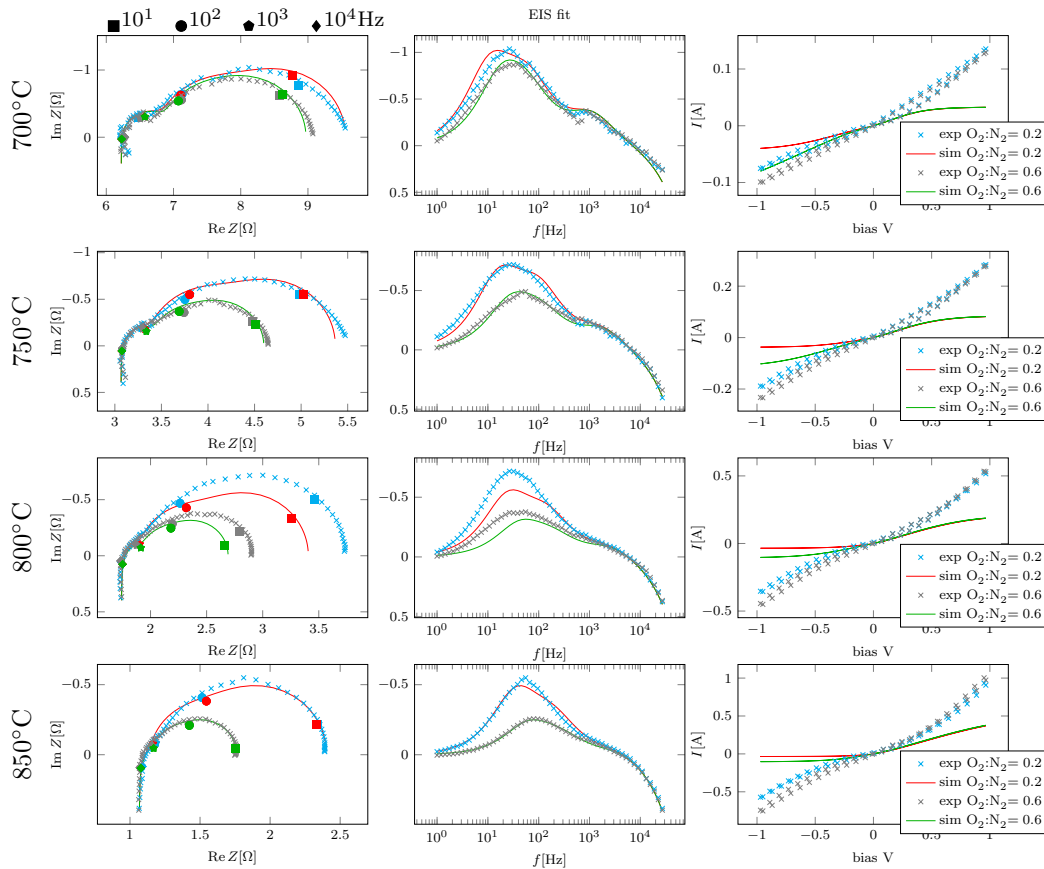 10¹ 10² 10³ 10⁴Hz
EIS fit
700°C
Im Z[Ω]
−1
0
1
6 7 8 9
Re Z[Ω]
−1
−0.5
0
0.5
10⁰ 10¹ 10² 10³ 10⁴
f[Hz]
I[A]
0.1
0
−0.1
−1 −0.5 0 0.5 1
bias V
exp O₂:N₂= 0.2
sim O₂:N₂= 0.2
exp O₂:N₂= 0.6
sim O₂:N₂= 0.6
750°C
Im Z[Ω]
−1
−0.5
0
0.5
3 3.5 4 4.5 5 5.5
Re Z[Ω]
−0.5
0
0.5
10⁰ 10¹ 10² 10³ 10⁴
f[Hz]
I[A]
0.2
0
−0.2
−1 −0.5 0 0.5 1
bias V
exp O₂:N₂= 0.2
sim O₂:N₂= 0.2
exp O₂:N₂= 0.6
sim O₂:N₂= 0.6
800°C
Im Z[Ω]
−0.5
0
0.5
2 2.5 3 3.5
Re Z[Ω]
−0.5
0
0.5
10⁰ 10¹ 10² 10³ 10⁴
f[Hz]
I[A]
0.5
0
−0.5
−1 −0.5 0 0.5 1
bias V
exp O₂:N₂= 0.2
sim O₂:N₂= 0.2
exp O₂:N₂= 0.6
sim O₂:N₂= 0.6
850°C
Im Z[Ω]
−0.5
0
1 1.5 2 2.5
Re Z[Ω]
−0.5
0
10⁰ 10¹ 10² 10³ 10⁴
f[Hz]
I[A]
1
0.5
0
−0.5
−1 −0.5 0 0.5 1
bias V
exp O₂:N₂= 0.2
sim O₂:N₂= 0.2
exp O₂:N₂= 0.6
sim O₂:N₂= 0.6